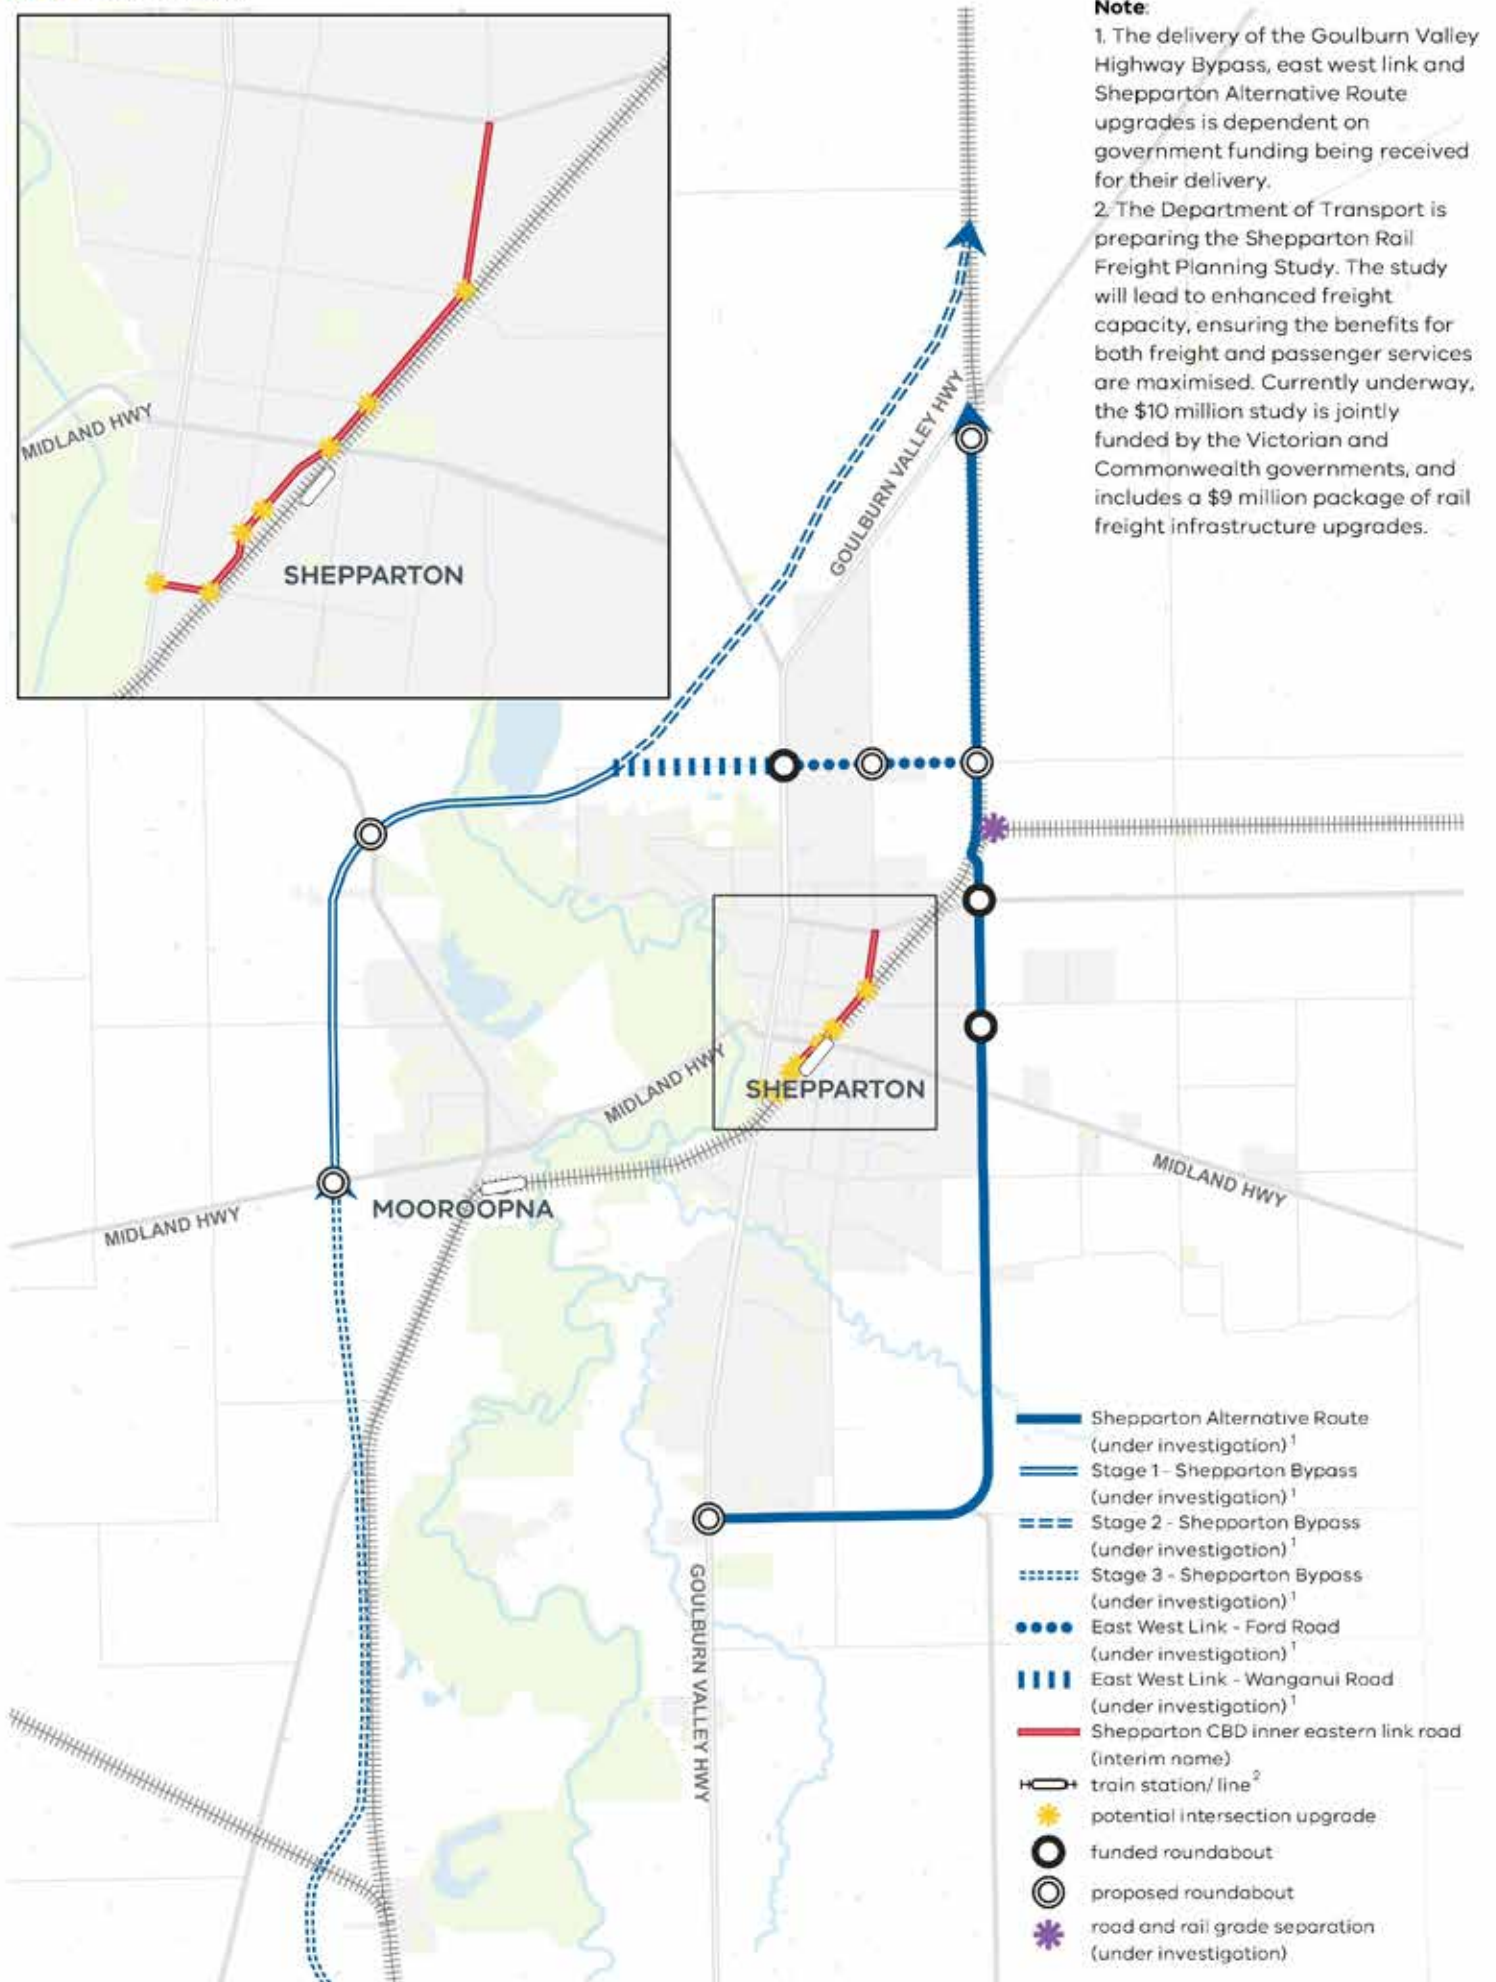 Note:
1. The delivery of the Goulburn Valley
Highway Bypass, east west link and
Shepparton Alternative Route
upgrades is dependent on
government funding being received
for their delivery.
2. The Department of Transport is
preparing the Shepparton Rail
Freight Planning Study. The study
will lead to enhanced freight
capacity, ensuring the benefits for
both freight and passenger services
are maximised. Currently underway,
the $10 million study is jointly
funded by the Victorian and
Commonwealth governments, and
includes a $9 million package of rail
freight infrastructure upgrades.
MIDLAND HWY
SHEPPARTON
GOULBURN VALLEY HWY
MIDLAND HWY
SHEPPARTON
MIDLAND HWY
MOOROOPNA
MIDLAND HWY
GOULBURN VALLEY HWY
Shepparton Alternative Route
(under investigation) 1
Stage 1 - Shepparton Bypass
(under investigation) 1
Stage 2 - Shepparton Bypass
(under investigation) 1
Stage 3 - Shepparton Bypass
(under investigation) 1
East West Link - Ford Road
(under investigation) 1
East West Link - Wanganui Road
(under investigation) 1
Shepparton CBD inner eastern link road
(interim name)
train station/ line 2
potential intersection upgrade
funded roundabout
proposed roundabout
road and rail grade separation
(under investigation)